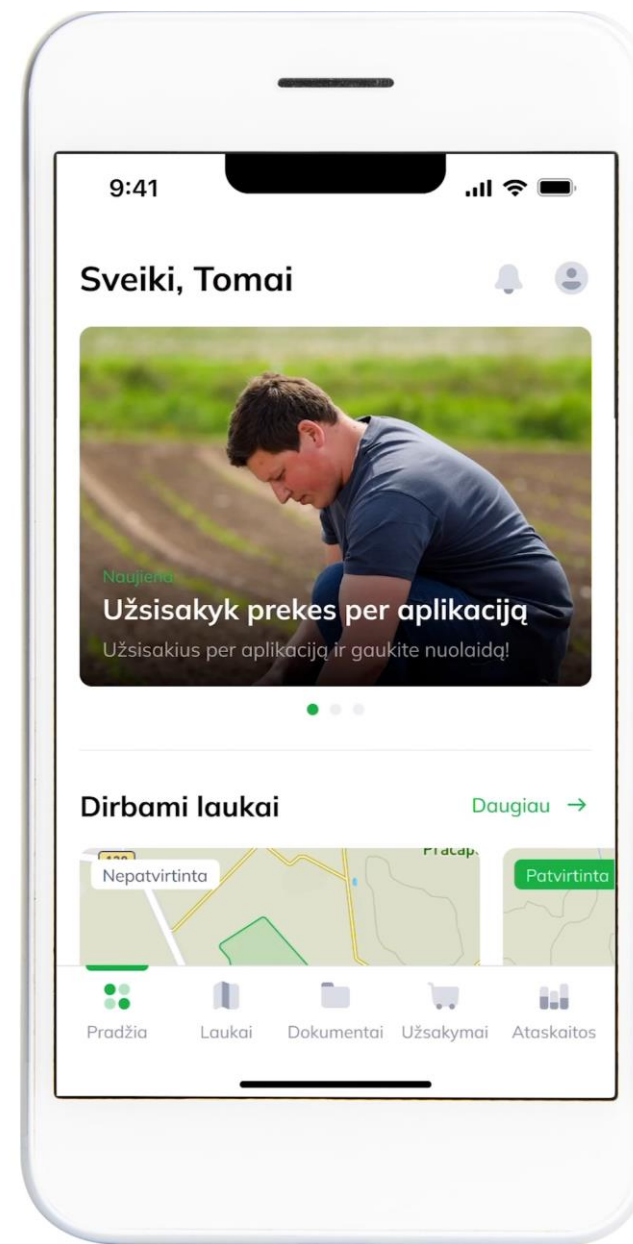 9:41
Sveiki, Tomai
Naujiena
Užsisakyk prekes per aplikaciją
Užsisakius per aplikaciją ir gaukite nuolaidą!
Dirbami laukai
Daugiau →
Nepatvirtinta
Patvirtinta
Pradžia
Laukai
Dokumentai
Užsakymai
Ataskaitos